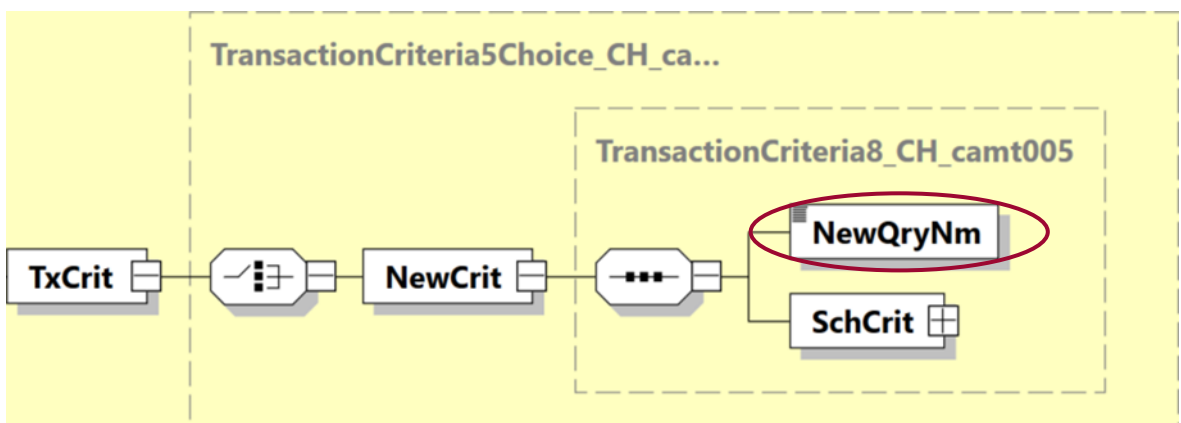 TransactionCriteria5Choice_CH_ca...
TransactionCriteria8_CH_camt005
NewQryNm
TxCrit
NewCrit
SchCrit